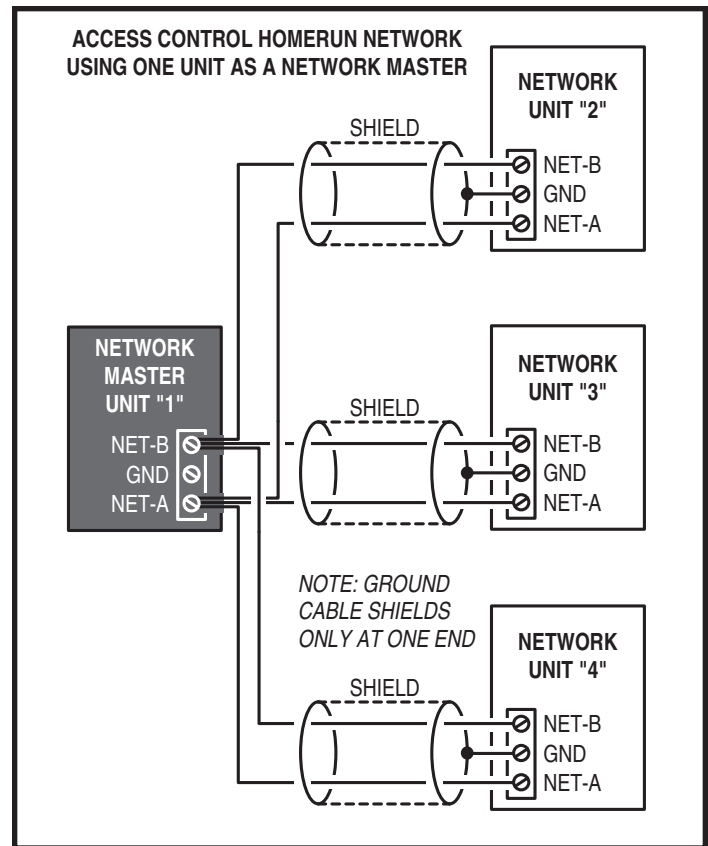 ACCESS CONTROL HOMERUN NETWORK
USING ONE UNIT AS A NETWORK MASTER
NETWORK
UNIT "2"
SHIELD
NET-B
GND
NET-A
NETWORK
MASTER
UNIT "1"
NET-B
GND
NET-A
NETWORK
UNIT "3"
SHIELD
NET-B
GND
NET-A
NOTE: GROUND
CABLE SHIELDS
ONLY AT ONE END
NETWORK
UNIT "4"
SHIELD
NET-B
GND
NET-A